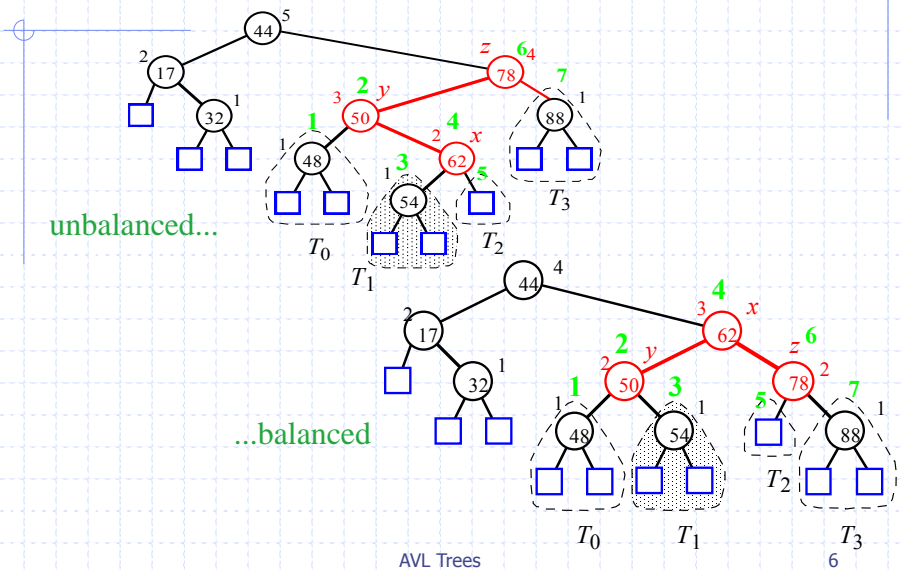 44 5
2 17
z 6 4
78
7
32 1
3 50 2 y
88 1
1 48 1
2 62 4 x
1 54 3
5
T0
T1
T2
T3
unbalanced...
44 4
2 17
3 62 4 x
32 1
2 50 2 y
78 2 z 6
1 48 1
54 1 3
5
88 1 7
...balanced
T0
T1
T2
T3
AVL Trees
6